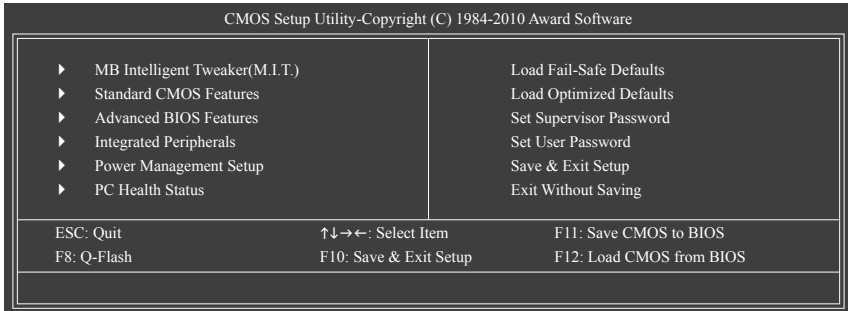 CMOS Setup Utility-Copyright (C) 1984-2010 Award Software
MB Intelligent Tweaker(M.I.T.)
Standard CMOS Features
Advanced BIOS Features
Integrated Peripherals
Power Management Setup
PC Health Status
Load Fail-Safe Defaults
Load Optimized Defaults
Set Supervisor Password
Set User Password
Save & Exit Setup
Exit Without Saving
ESC: Quit
↑↓→←: Select Item
F11: Save CMOS to BIOS
F8: Q-Flash
F10: Save & Exit Setup
F12: Load CMOS from BIOS